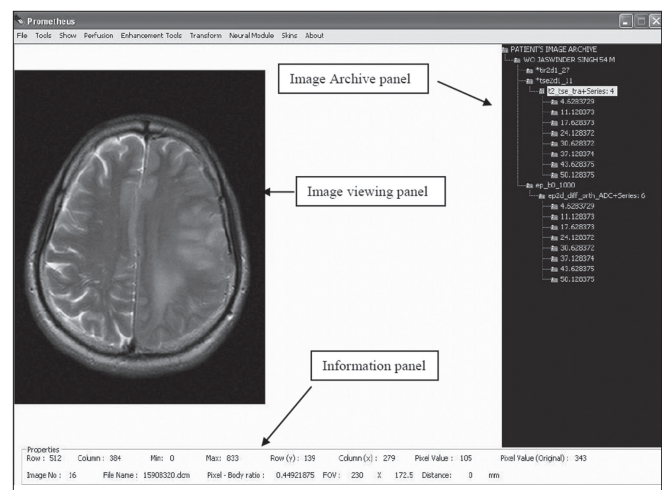 Prometheus
File Tools Show Perfusion Enhancement Tools Transform Neural Module Skins About
PATIENT'S IMAGE ARCHIVE
WO JASWINDER SINGH 54 M
*tir2d1_27
*tse2d1_11
t2_tse_tra+Series: 4
4.6283729
11.128373
17.628373
24.128372
30.628372
37.128374
43.628375
50.128375
ep_b0_1000
ep2d_diff_orth_ADC+Series: 6
4.6283729
11.128373
17.628373
24.128372
30.628372
37.128374
43.628375
50.128375
Image Archive panel
Image viewing panel
Information panel
Properties
Row : 512 Column : 384 Min: 0 Max: 833 Row (y) : 139 Column (x) : 279 Pixel Value : 105 Pixel Value (Original) : 343
Image No : 16 File Name : 15908320.dcm Pixel - Body ratio : 0.44921875 FOV : 230 X 172.5 Distance: 0 mm